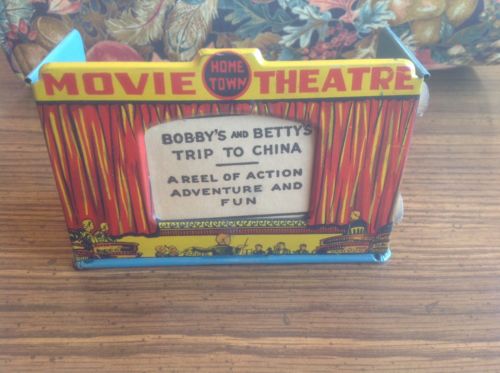 HOME
MOVIE TOWN THEATRE
BOBBY'S AND BETTY'S
TRIP TO CHINA
A REEL OF ACTION
ADVENTURE AND
FUN